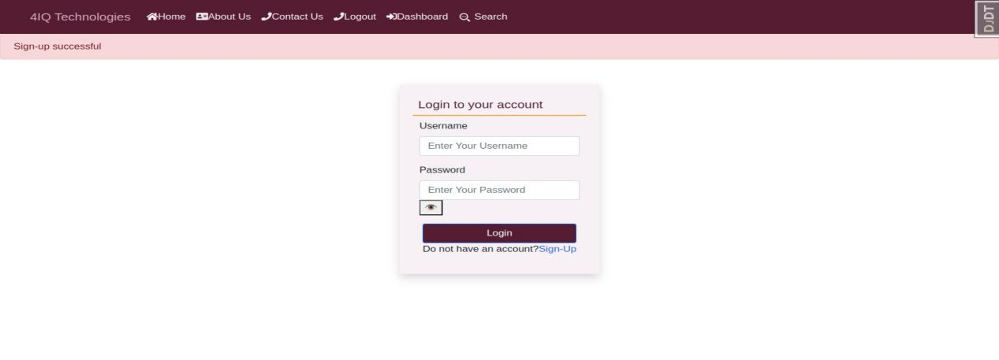 4IQ Technologies Home About Us Contact Us Logout Dashboard Search
DJDT
Sign-up successful
Login to your account
Username
Enter Your Username
Password
Enter Your Password
Login
Do not have an account?Sign-Up